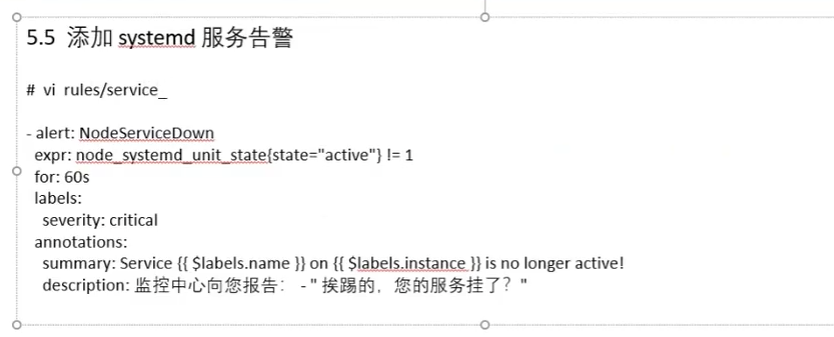 5.5 添加 systemd 服务告警
# vi rules/service_
- alert: NodeServiceDown
expr: node_systemd_unit_state{state="active"} != 1
for: 60s
labels:
severity: critical
annotations:
summary: Service {{ $labels.name }} on {{ $labels.instance }} is no longer active!
description: 监控中心向您报告： - " 挨踢的，您的服务挂了？"